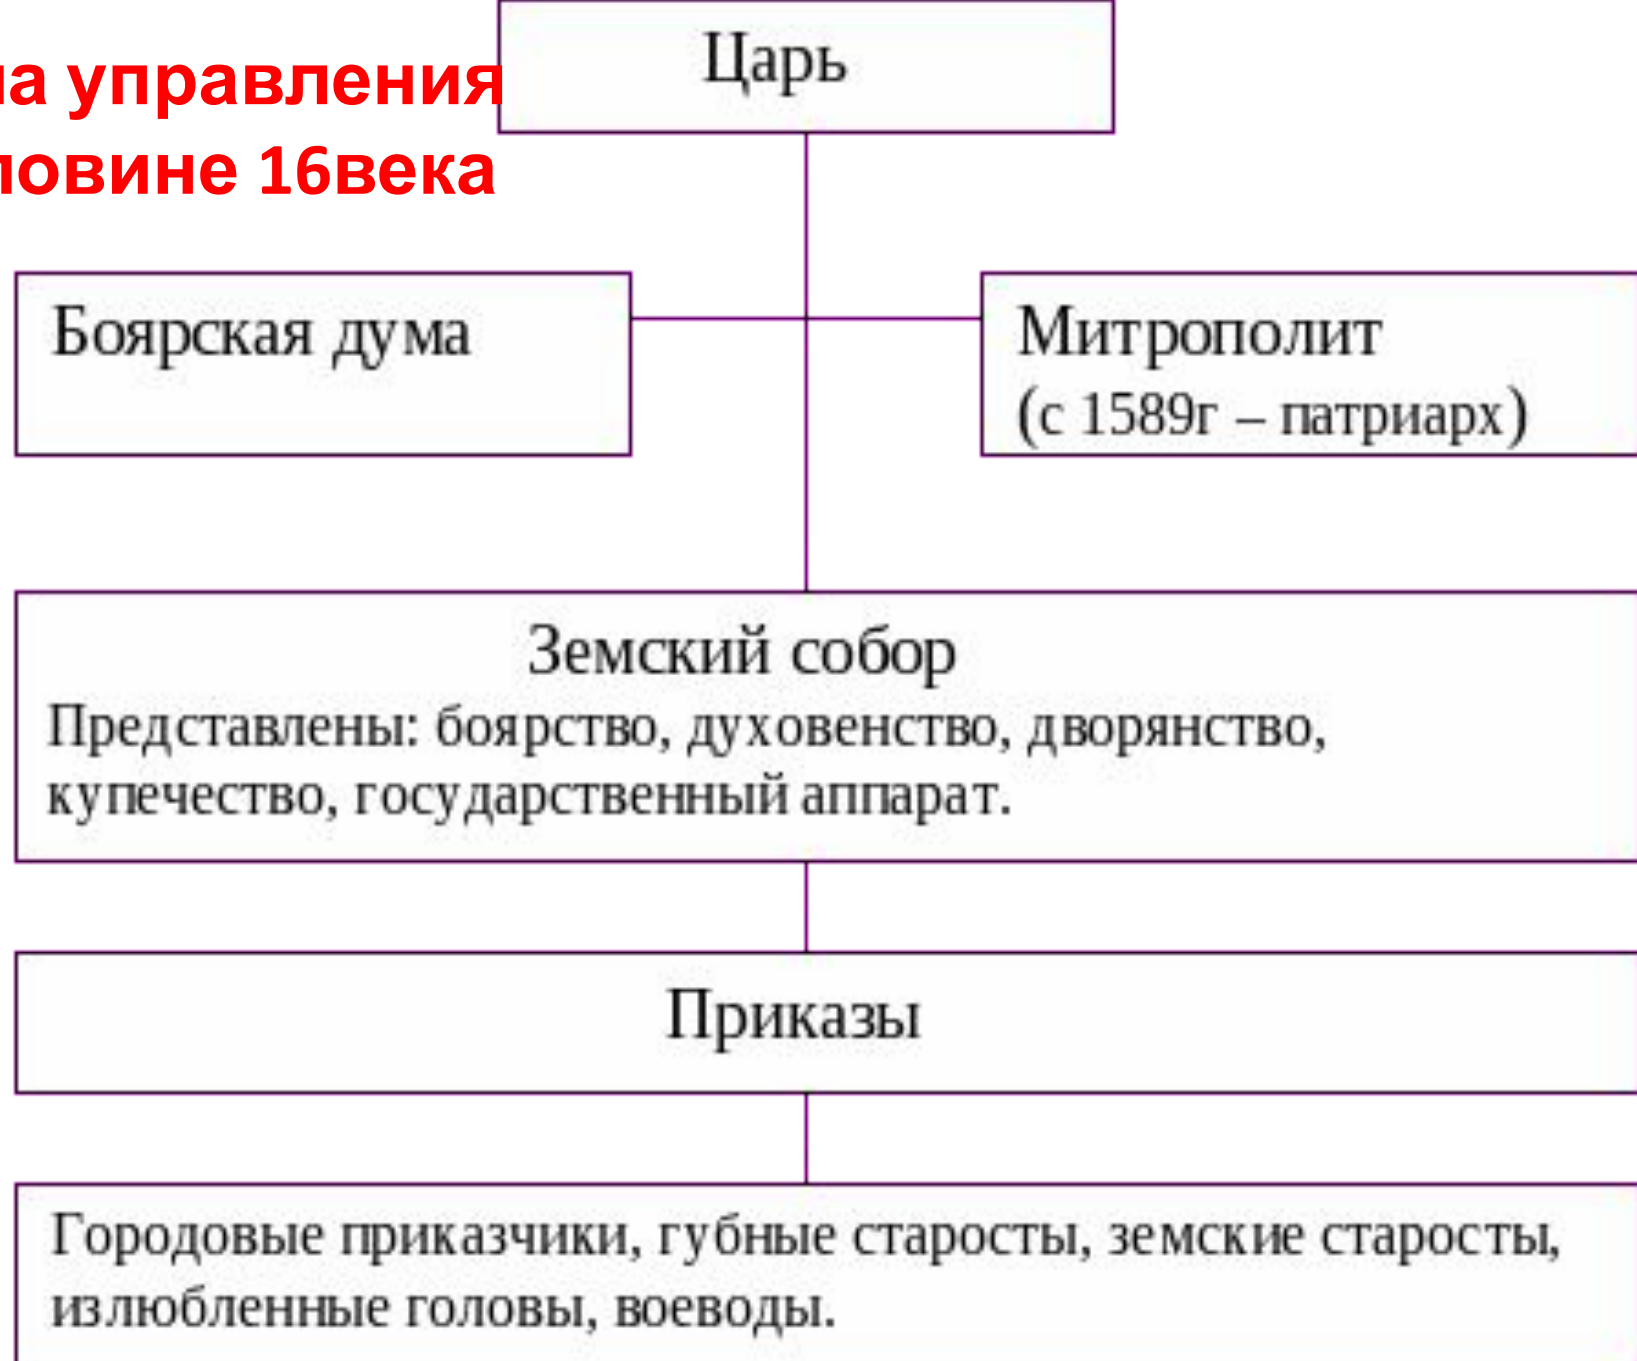 управления
16века
Царь
Боярская дума
Митрополит
(с 1589г – патриарх)
Земский собор
Представлены: боярство, духовенство, дворянство,
купечество, государственный аппарат.
Приказы
Городовые приказчики, губные старосты, земские старосты,
излюбленные головы, воеводы.